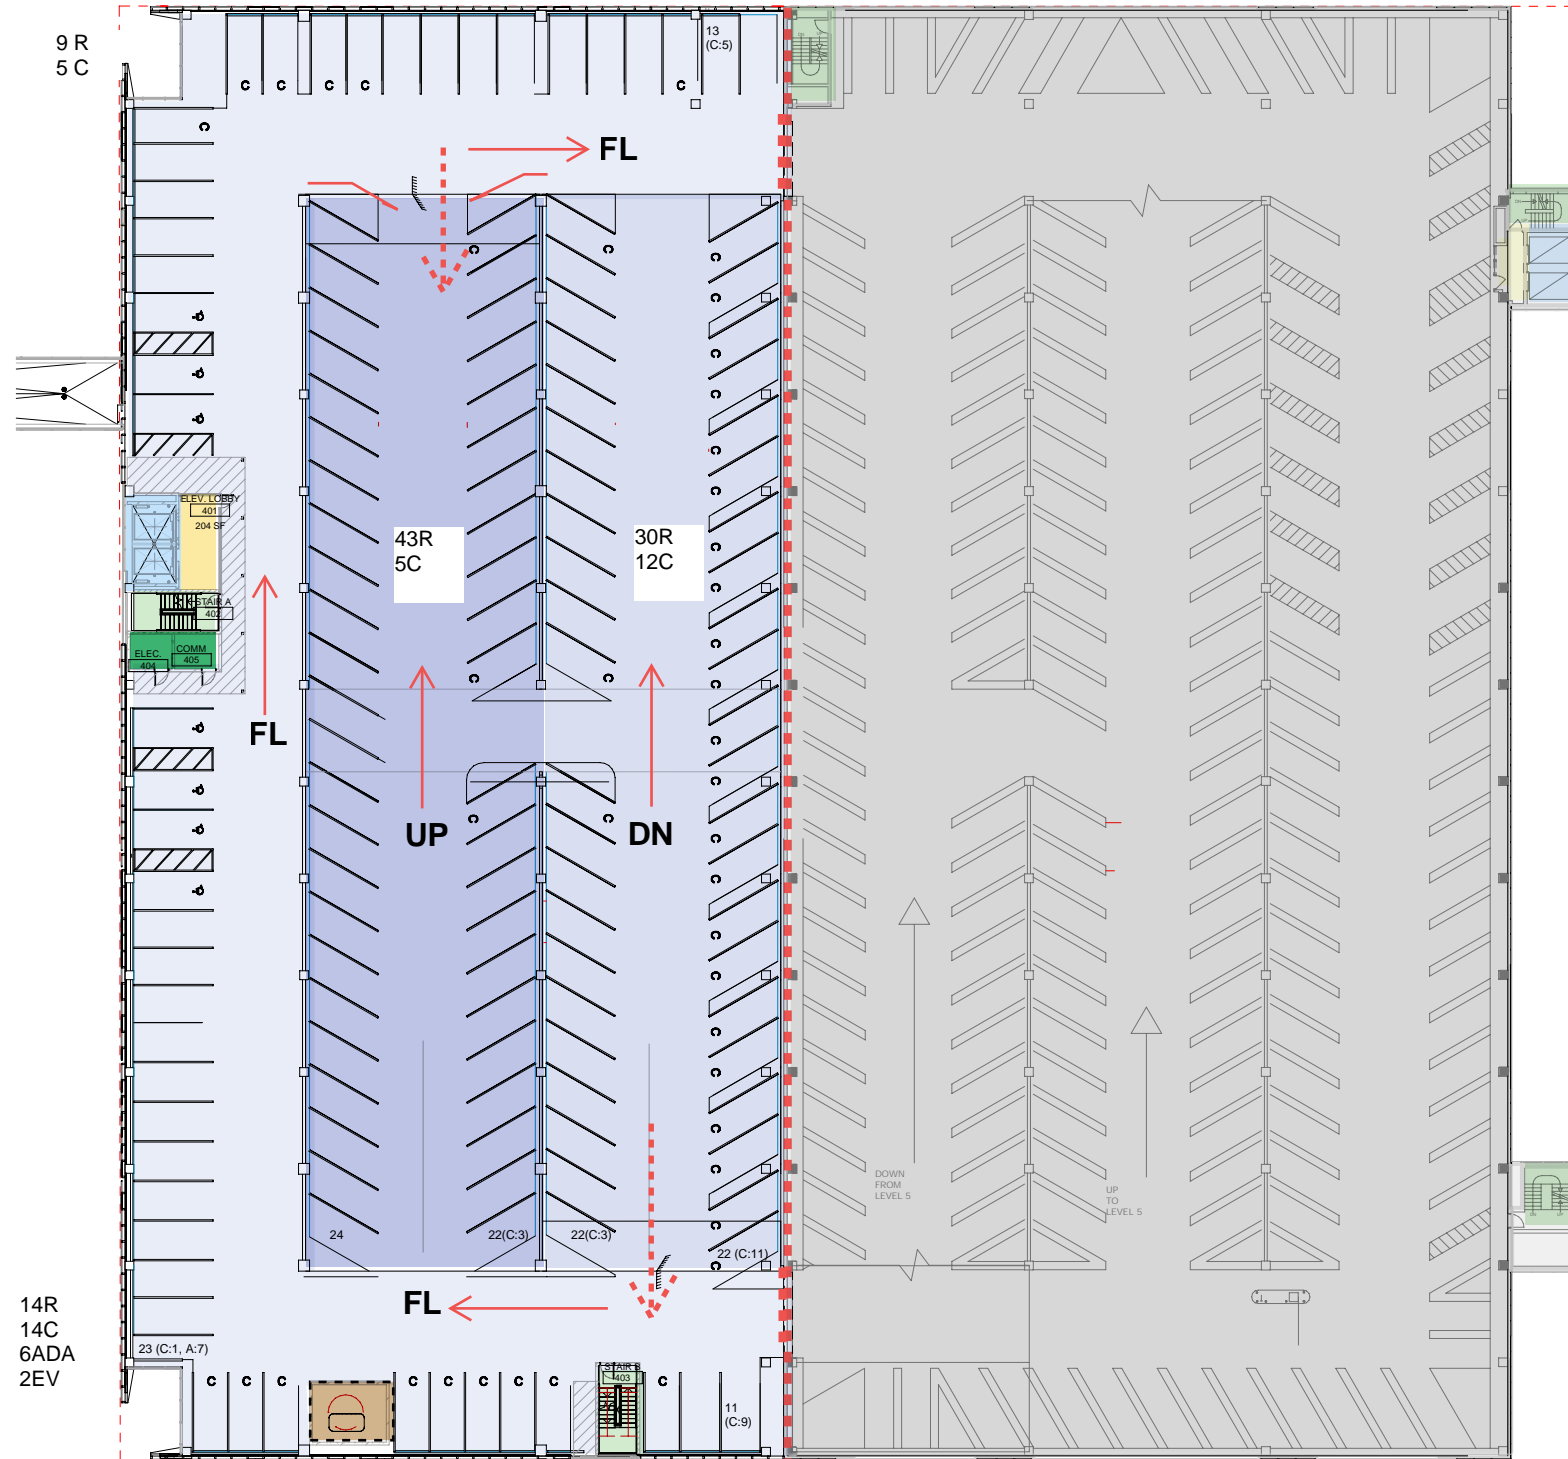 9 R
5 C
13
(C:5)
FL
ELEV. LOBBY
401
204 SF
43R
5C
30R
12C
STAIR A
402
ELEC.
404
COMM
405
FL
UP
DN
DOWN
FROM
LEVEL 5
UP
TO
LEVEL 5
24
22(C:3)
22(C:3)
22 (C:11)
FL
14R
14C
6ADA
2EV
23 (C:1, A:7)
STAIR B
403
11
(C:9)